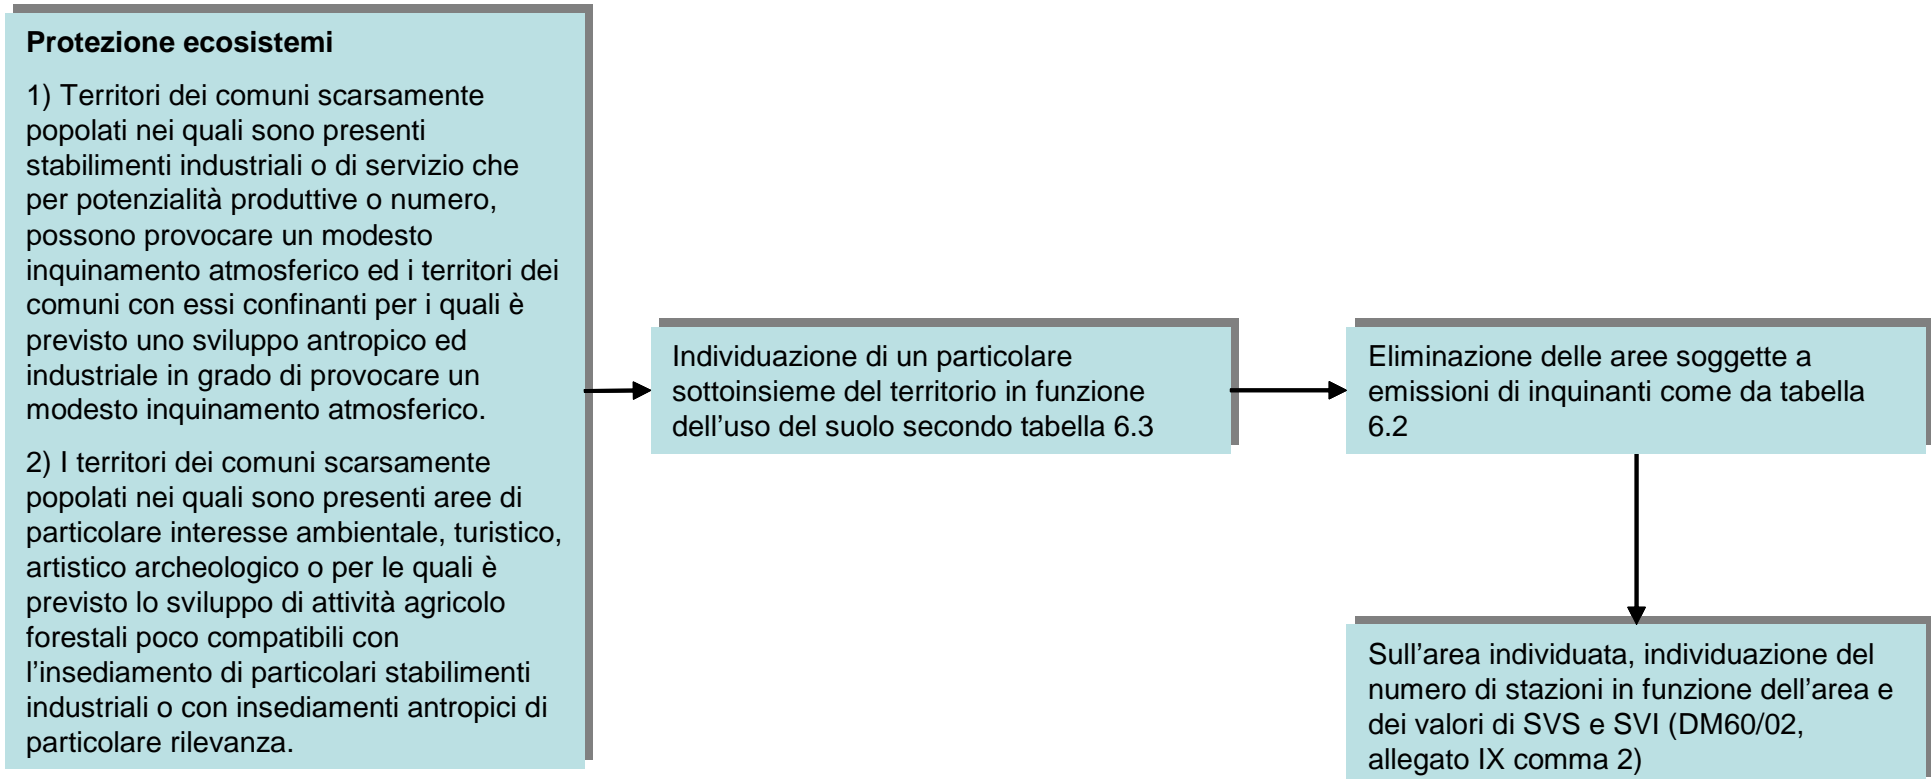 Protezione ecosistemi
1) Territori dei comuni scarsamente
popolati nei quali sono presenti
stabilimenti industriali o di servizio che
per potenzialità produttive o numero,
possono provocare un modesto
inquinamento atmosferico ed i territori dei
comuni con essi confinanti per i quali è
previsto uno sviluppo antropico ed
industriale in grado di provocare un
modesto inquinamento atmosferico.
2) I territori dei comuni scarsamente
popolati nei quali sono presenti aree di
particolare interesse ambientale, turistico,
artistico archeologico o per le quali è
previsto lo sviluppo di attività agricolo
forestali poco compatibili con
l’insediamento di particolari stabilimenti
industriali o con insediamenti antropici di
particolare rilevanza.
Individuazione di un particolare
sottoinsieme del territorio in funzione
dell’uso del suolo secondo tabella 6.3
Eliminazione delle aree soggette a
emissioni di inquinanti come da tabella
6.2
Sull’area individuata, individuazione del
numero di stazioni in funzione dell’area e
dei valori di SVS e SVI (DM60/02,
allegato IX comma 2)